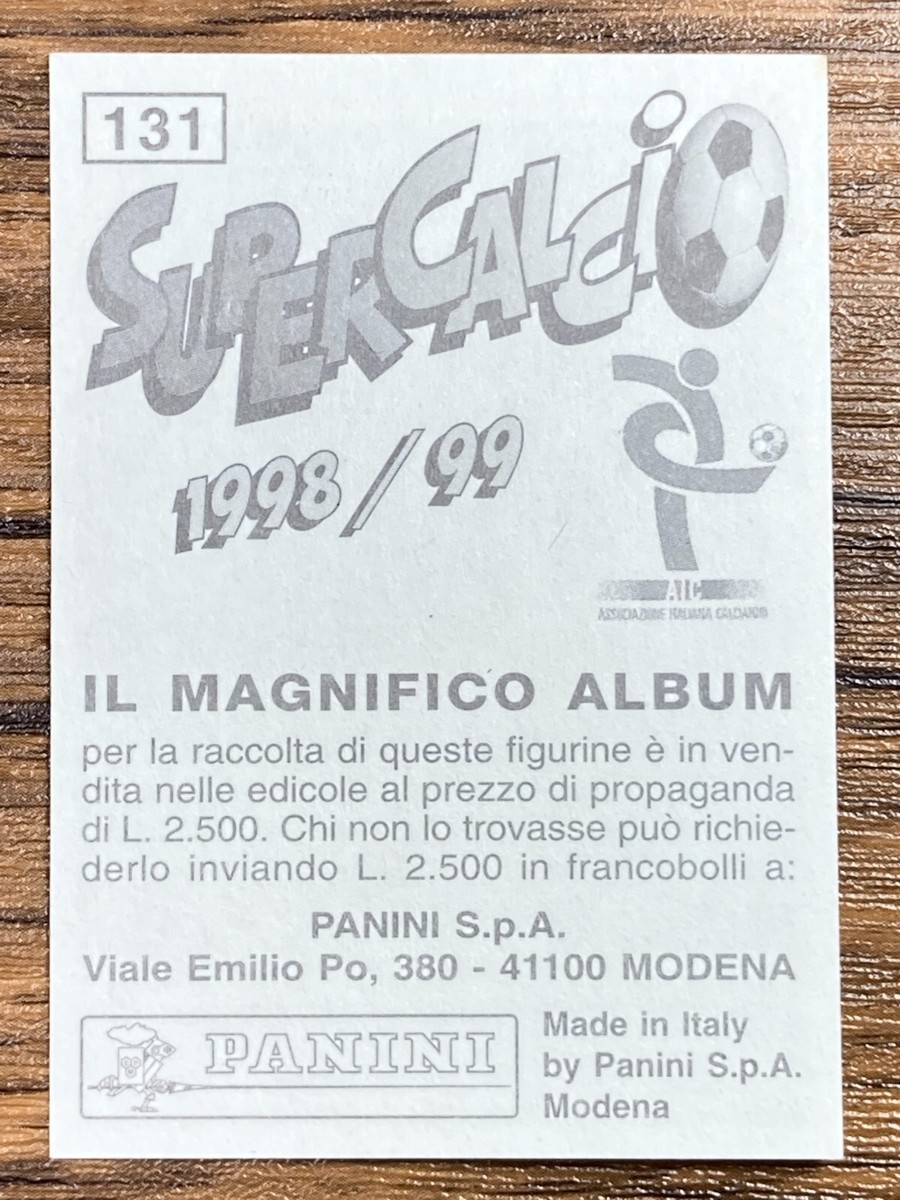 131
SUPERCALCIO
1998/99
AIC
ASSOCIAZIONE ITALIANA CALCIATORI
IL MAGNIFICO ALBUM
per la raccolta di queste figurine è in ven-
dita nelle edicole al prezzo di propaganda
di L. 2.500. Chi non lo trovasse può richie-
derlo inviando L. 2.500 in francobolli a:
PANINI S.p.A.
Viale Emilio Po, 380 - 41100 MODENA
PANINI
Made in Italy
by Panini S.p.A.
Modena